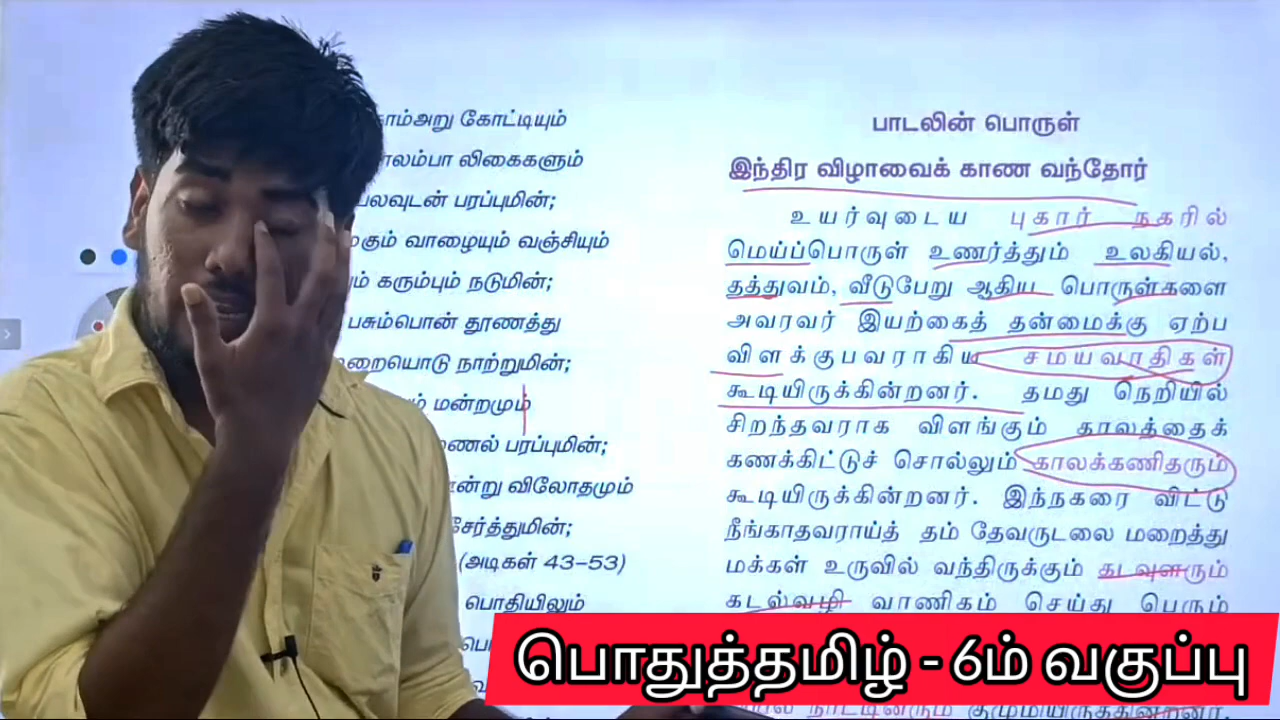 கோட்டியும்
லிகைகளும்
பரப்புமின்;
வாழையும் வஞ்சியும்
கரும்பும் நடுமின்;
பசும்பொன் தூணத்து
நாற்றுமின்;
மன்றமும்
பரப்புமின்;
விலோதமும்
சேர்த்துமின்;
(அடிகள் 43–53)
பொதியிலும்
பாடலின் பொருள்
இந்திர விழாவைக் காண வந்தோர்
உயர்வுடைய புகார் நகரில்
மெய்ப்பொருள் உணர்த்தும் உலகியல்,
தத்துவம், வீடுபேறு ஆகிய பொருள்களை
அவரவர் இயற்கைத் தன்மைக்கு ஏற்ப
விளக்குபவராகிய சமயவாதிகள்
கூடியிருக்கின்றனர். தமது நெறியில்
சிறந்தவராக விளங்கும் காலத்தைக்
கணக்கிட்டுச் சொல்லும் காலக்கணிதரும்
கூடியிருக்கின்றனர். இந்நகரை விட்டு
நீங்காதவராய்த் தம் தேவருடலை மறைத்து
மக்கள் உருவில் வந்திருக்கும் கடவுளரும்
கடல்வழி வாணிகம் செய்து பெரும்
பொதுத்தமிழ் - 6ம் வகுப்பு